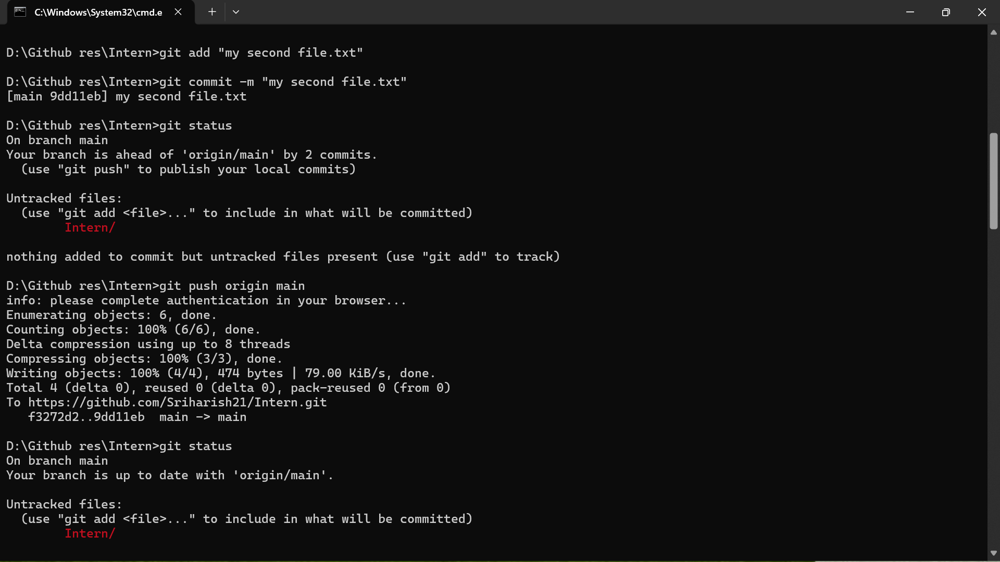 C:\Windows\System32\cmd.e
D:\Github res\Intern>git add "my second file.txt"
D:\Github res\Intern>git commit -m "my second file.txt"
[main 9dd11eb] my second file.txt
D:\Github res\Intern>git status
On branch main
Your branch is ahead of 'origin/main' by 2 commits.
  (use "git push" to publish your local commits)
Untracked files:
  (use "git add <file>..." to include in what will be committed)
        Intern/
nothing added to commit but untracked files present (use "git add" to track)
D:\Github res\Intern>git push origin main
info: please complete authentication in your browser...
Enumerating objects: 6, done.
Counting objects: 100% (6/6), done.
Delta compression using up to 8 threads
Compressing objects: 100% (3/3), done.
Writing objects: 100% (4/4), 474 bytes | 79.00 KiB/s, done.
Total 4 (delta 0), reused 0 (delta 0), pack-reused 0 (from 0)
To https://github.com/Sriharish21/Intern.git
   f3272d2..9dd11eb  main -> main
D:\Github res\Intern>git status
On branch main
Your branch is up to date with 'origin/main'.
Untracked files:
  (use "git add <file>..." to include in what will be committed)
        Intern/